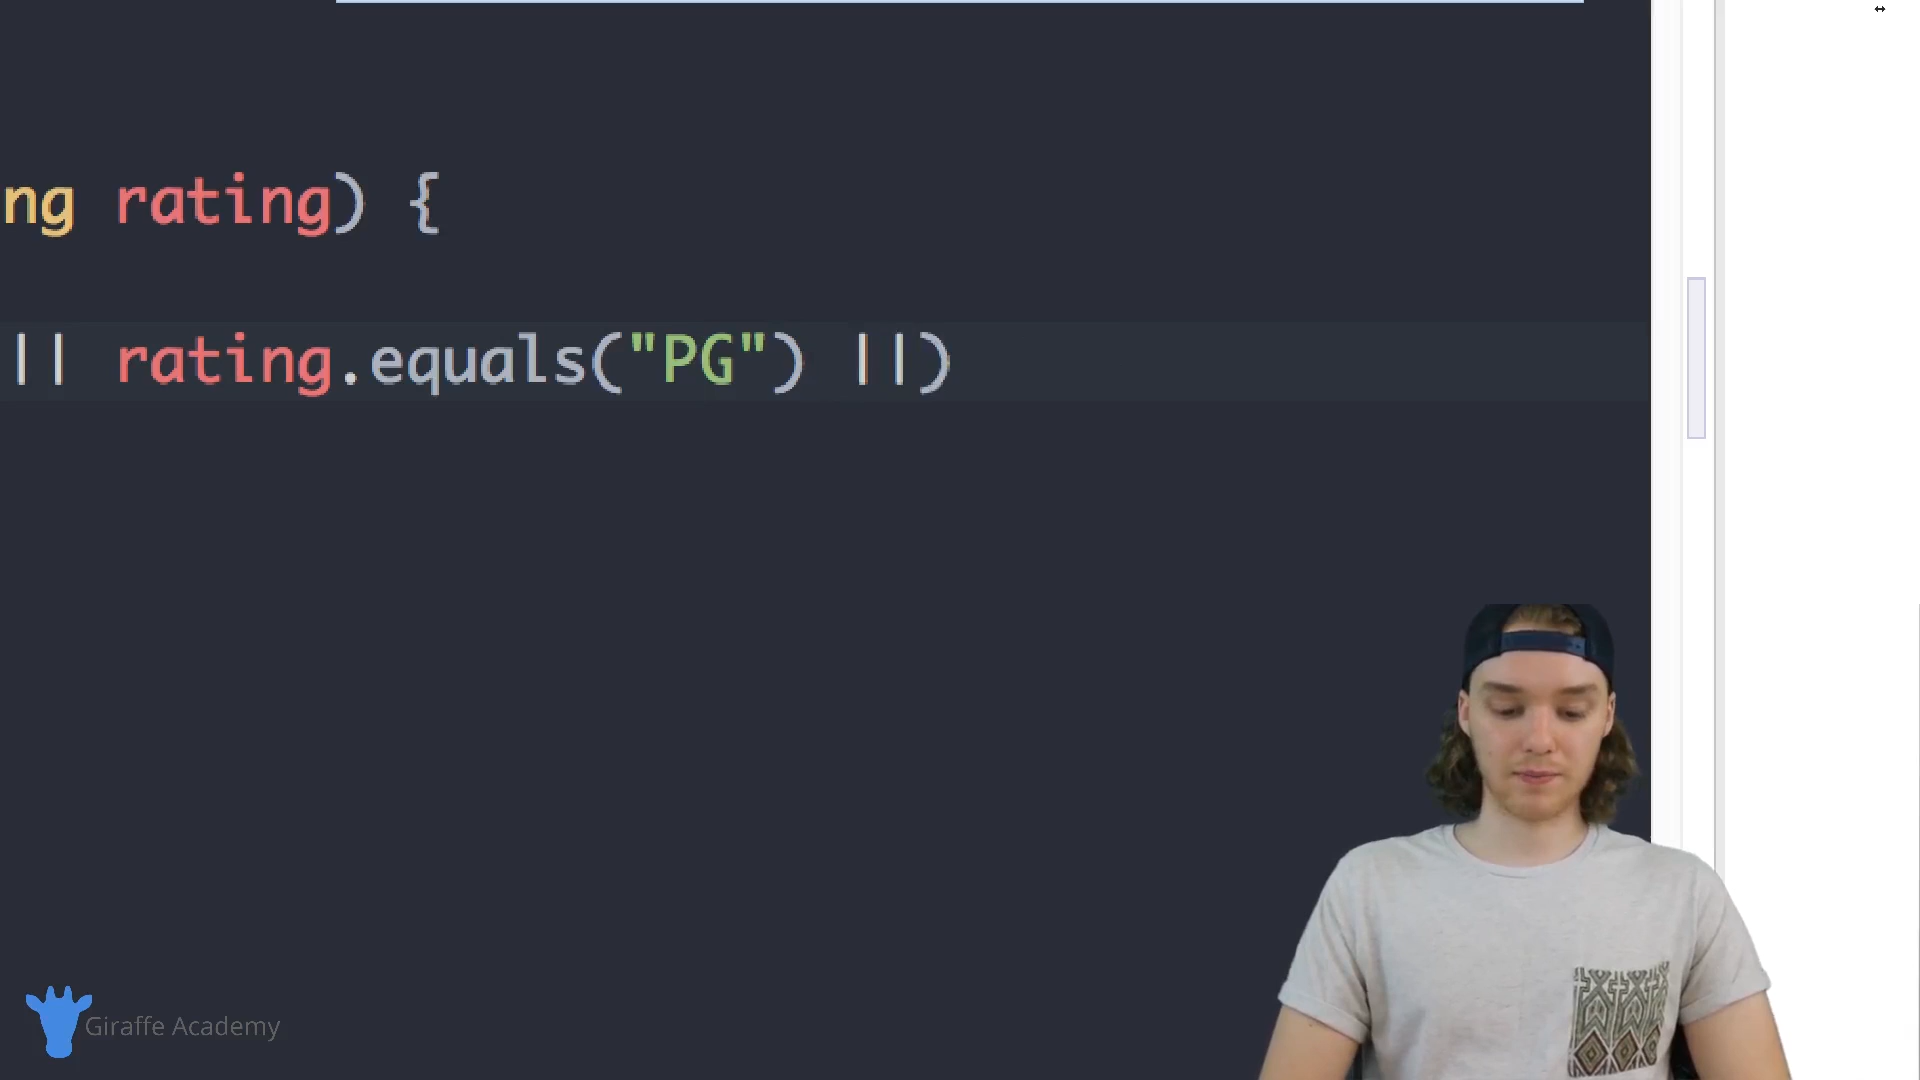 ng rating) {
|| rating.equals("PG") ||)
Giraffe Academy